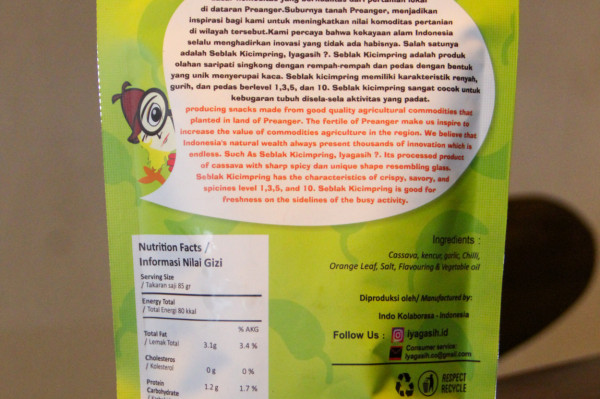 di dataran Preanger.Suburnya tanah Preanger, menjadikan
inspirasi bagi kami untuk meningkatkan nilai komoditas pertanian
di wilayah tersebut.Kami percaya bahwa kekayaan alam Indonesia
selalu menghadirkan inovasi yang tidak ada habisnya. Salah satunya
adalah Seblak Kicimpring, Iyagasih ?. Seblak Kicimpring adalah produk
olahan saripati singkong dengan rempah-rempah dan pedas dengan bentuk
yang unik menyerupai kaca. Seblak kicimpring memiliki karakteristik renyah,
gurih, dan pedas berlevel 1,3,5, dan 10. Seblak kicimpring sangat cocok untuk
kebugaran tubuh disela-sela aktivitas yang padat.
producing snacks made from good quality agricultural commodities that
planted in land of Preanger. The fertile of Preanger make us inspire to
increase the value of commodities agriculture in the region. We believe that
Indonesia's natural wealth always present thousands of innovation which is
endless. Such As Seblak Kicimpring, Iyagasih ?. Its processed product
of cassava with sharp spicy dan unique shape resembling glass.
Seblak Kicimpring has the characteristics of crispy, savory, and
spicines level 1,3,5, and 10. Seblak Kicimpring is good for
freshness on the sidelines of the busy activity.
Nutrition Facts /
Informasi Nilai Gizi
Serving Size
/ Takaran saji 85 gr
Energy Total
/ Total Energi 80 kkal
% AKG
Total Fat
/ Lemak Total 3.1g 3.4 %
Cholesteros
/ Kolesterol 0 g 0 %
Protein 1.2 g 1.7 %
Carbohydrate
Ingredients :
Cassava, kencur, garlic, Chilli,
Orange Leaf, Salt, Flavouring & Vegetable oil
Diproduksi oleh/ Manufactured by:
Indo Kolaborasa - Indonesia
Follow Us : Iyagasih.id
Consumer service:
iyagasih.cs@gmail.com
RESPECT
RECYCLE